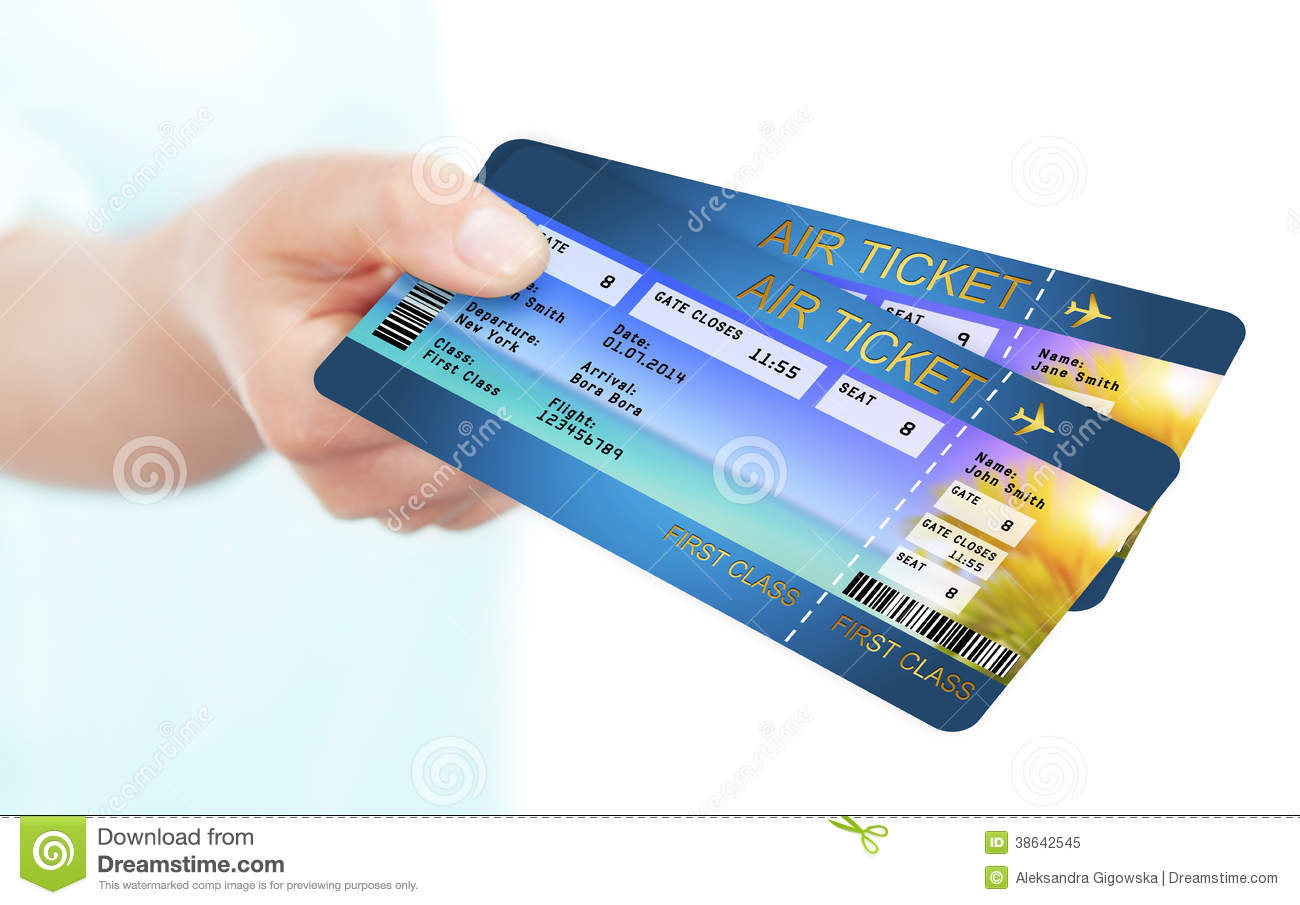 AIR TICKET
SEAT
9
Name:
Jane Smith
AIR TICKET
8
GATE CLOSES
11:55
SEAT
8
Smith
Departure:
New York
Class:
First Class
Date:
01.07.2014
Arrival:
Bora Bora
Flight:
123456789
FIRST CLASS
Name:
John Smith
GATE
8
GATE CLOSES
11:55
SEAT
8
FIRST CLASS
dreamstime.com
Download from
Dreamstime.com
This watermarked comp image is for previewing purposes only.
ID 38642545
© Aleksandra Gigowska | Dreamstime.com